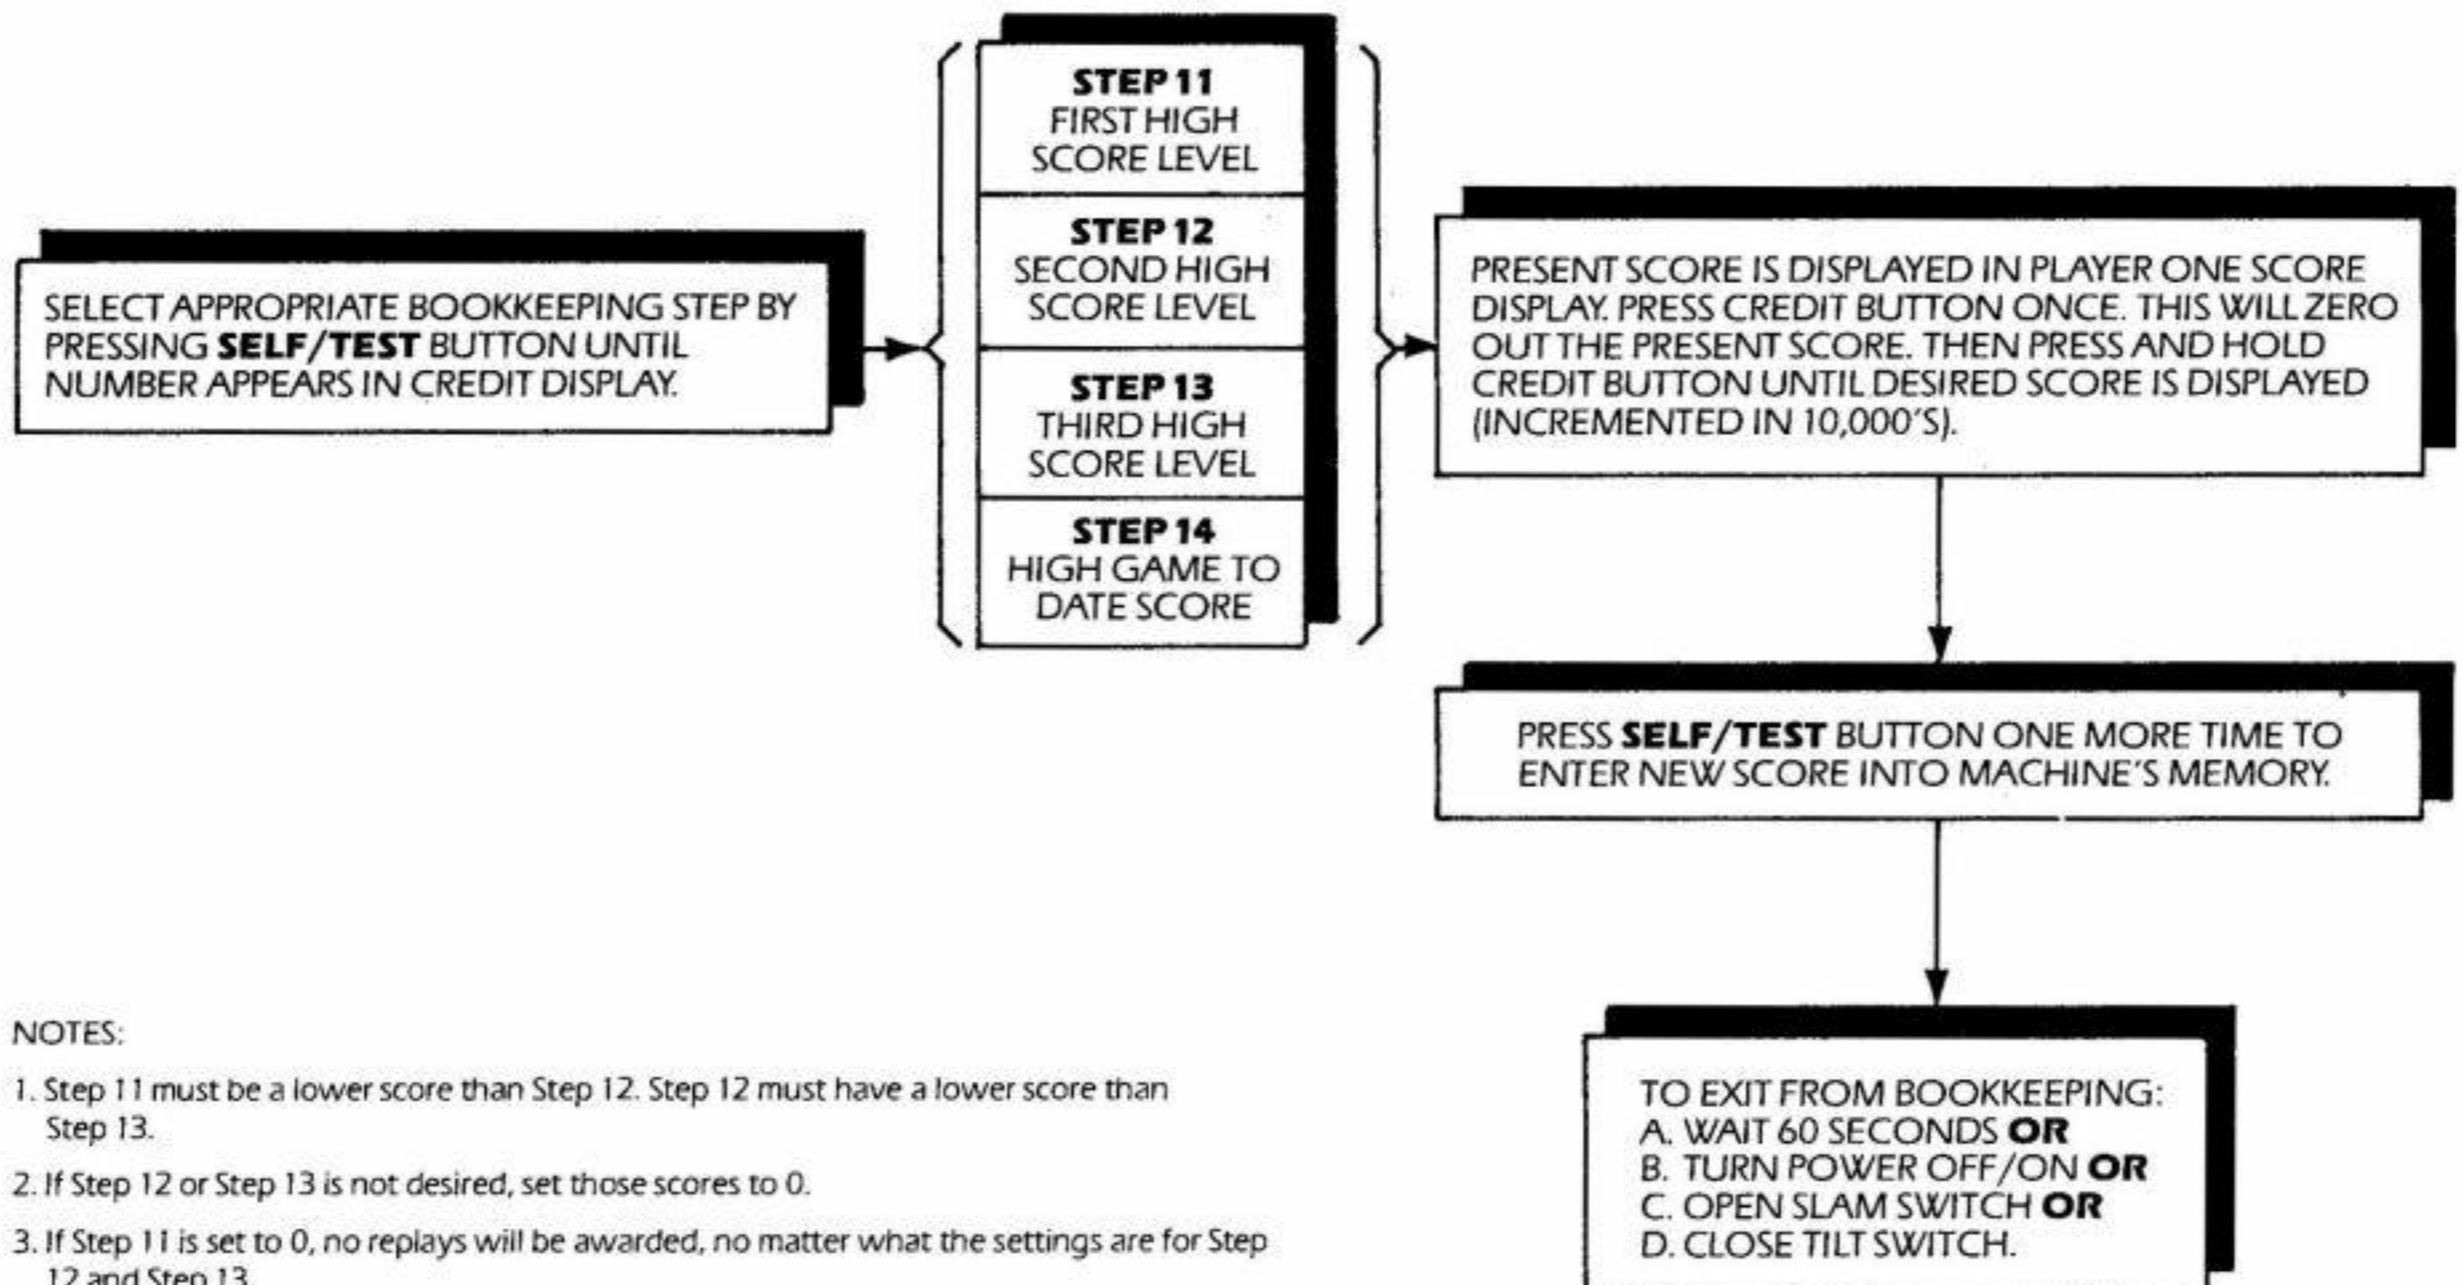 SELECT APPROPRIATE BOOKKEEPING STEP BY
PRESSING SELF/TEST BUTTON UNTIL
NUMBER APPEARS IN CREDIT DISPLAY.
STEP 11
FIRST HIGH
SCORE LEVEL
STEP 12
SECOND HIGH
SCORE LEVEL
STEP 13
THIRD HIGH
SCORE LEVEL
STEP 14
HIGH GAME TO
DATE SCORE
PRESENT SCORE IS DISPLAYED IN PLAYER ONE SCORE
DISPLAY. PRESS CREDIT BUTTON ONCE. THIS WILL ZERO
OUT THE PRESENT SCORE. THEN PRESS AND HOLD
CREDIT BUTTON UNTIL DESIRED SCORE IS DISPLAYED
(INCREMENTED IN 10,000'S).
PRESS SELF/TEST BUTTON ONE MORE TIME TO
ENTER NEW SCORE INTO MACHINE'S MEMORY.
TO EXIT FROM BOOKKEEPING:
A. WAIT 60 SECONDS OR
B. TURN POWER OFF/ON OR
C. OPEN SLAM SWITCH OR
D. CLOSE TILT SWITCH.
NOTES:
1. Step 11 must be a lower score than Step 12. Step 12 must have a lower score than
Step 13.
2. If Step 12 or Step 13 is not desired, set those scores to 0.
3. If Step 11 is set to 0, no replays will be awarded, no matter what the settings are for Step
12 and Step 13.